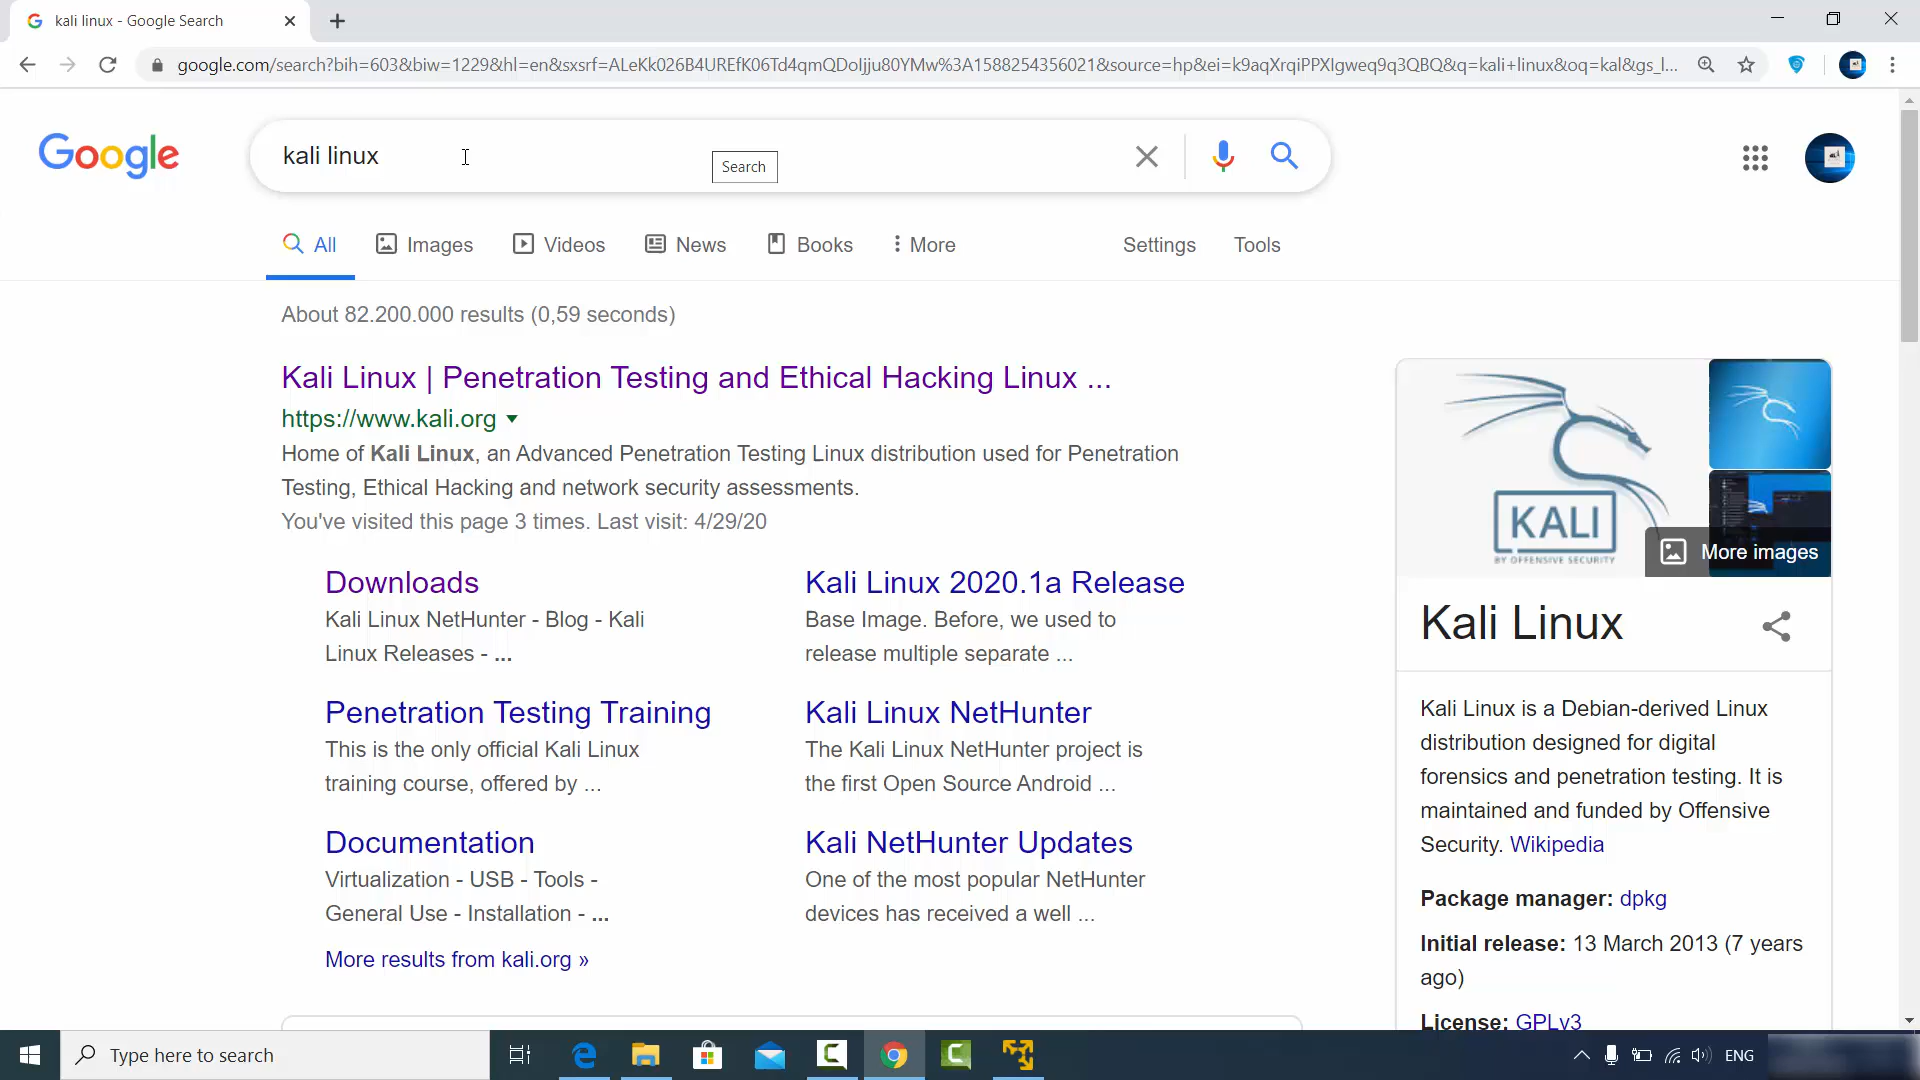 kali linux - Google Search
google.com/search?bih=603&biw=1229&hl=en&sxsrf=ALeKk026B4UREfK06Td4qmQDoIjju80YMw%3A1588254356021&source=hp&ei=k9aqXrqiPPXIgweq9q3QBQ&q=kali+linux&oq=kal&gs_l...
Google
kali linux
Search
All
Images
Videos
News
Books
More
Settings
Tools
About 82.200.000 results (0,59 seconds)
Kali Linux | Penetration Testing and Ethical Hacking Linux ...
https://www.kali.org
Home of Kali Linux, an Advanced Penetration Testing Linux distribution used for Penetration
Testing, Ethical Hacking and network security assessments.
You've visited this page 3 times. Last visit: 4/29/20
Downloads
Kali Linux NetHunter - Blog - Kali
Linux Releases - ...
Kali Linux 2020.1a Release
Base Image. Before, we used to
release multiple separate ...
Penetration Testing Training
This is the only official Kali Linux
training course, offered by ...
Kali Linux NetHunter
The Kali Linux NetHunter project is
the first Open Source Android ...
Documentation
Virtualization - USB - Tools -
General Use - Installation - ...
Kali NetHunter Updates
One of the most popular NetHunter
devices has received a well ...
More results from kali.org »
KALI
BY OFFENSIVE SECURITY
More images
Kali Linux
Kali Linux is a Debian-derived Linux
distribution designed for digital
forensics and penetration testing. It is
maintained and funded by Offensive
Security. Wikipedia
Package manager: dpkg
Initial release: 13 March 2013 (7 years
ago)
License: GPLv3
Type here to search
ENG